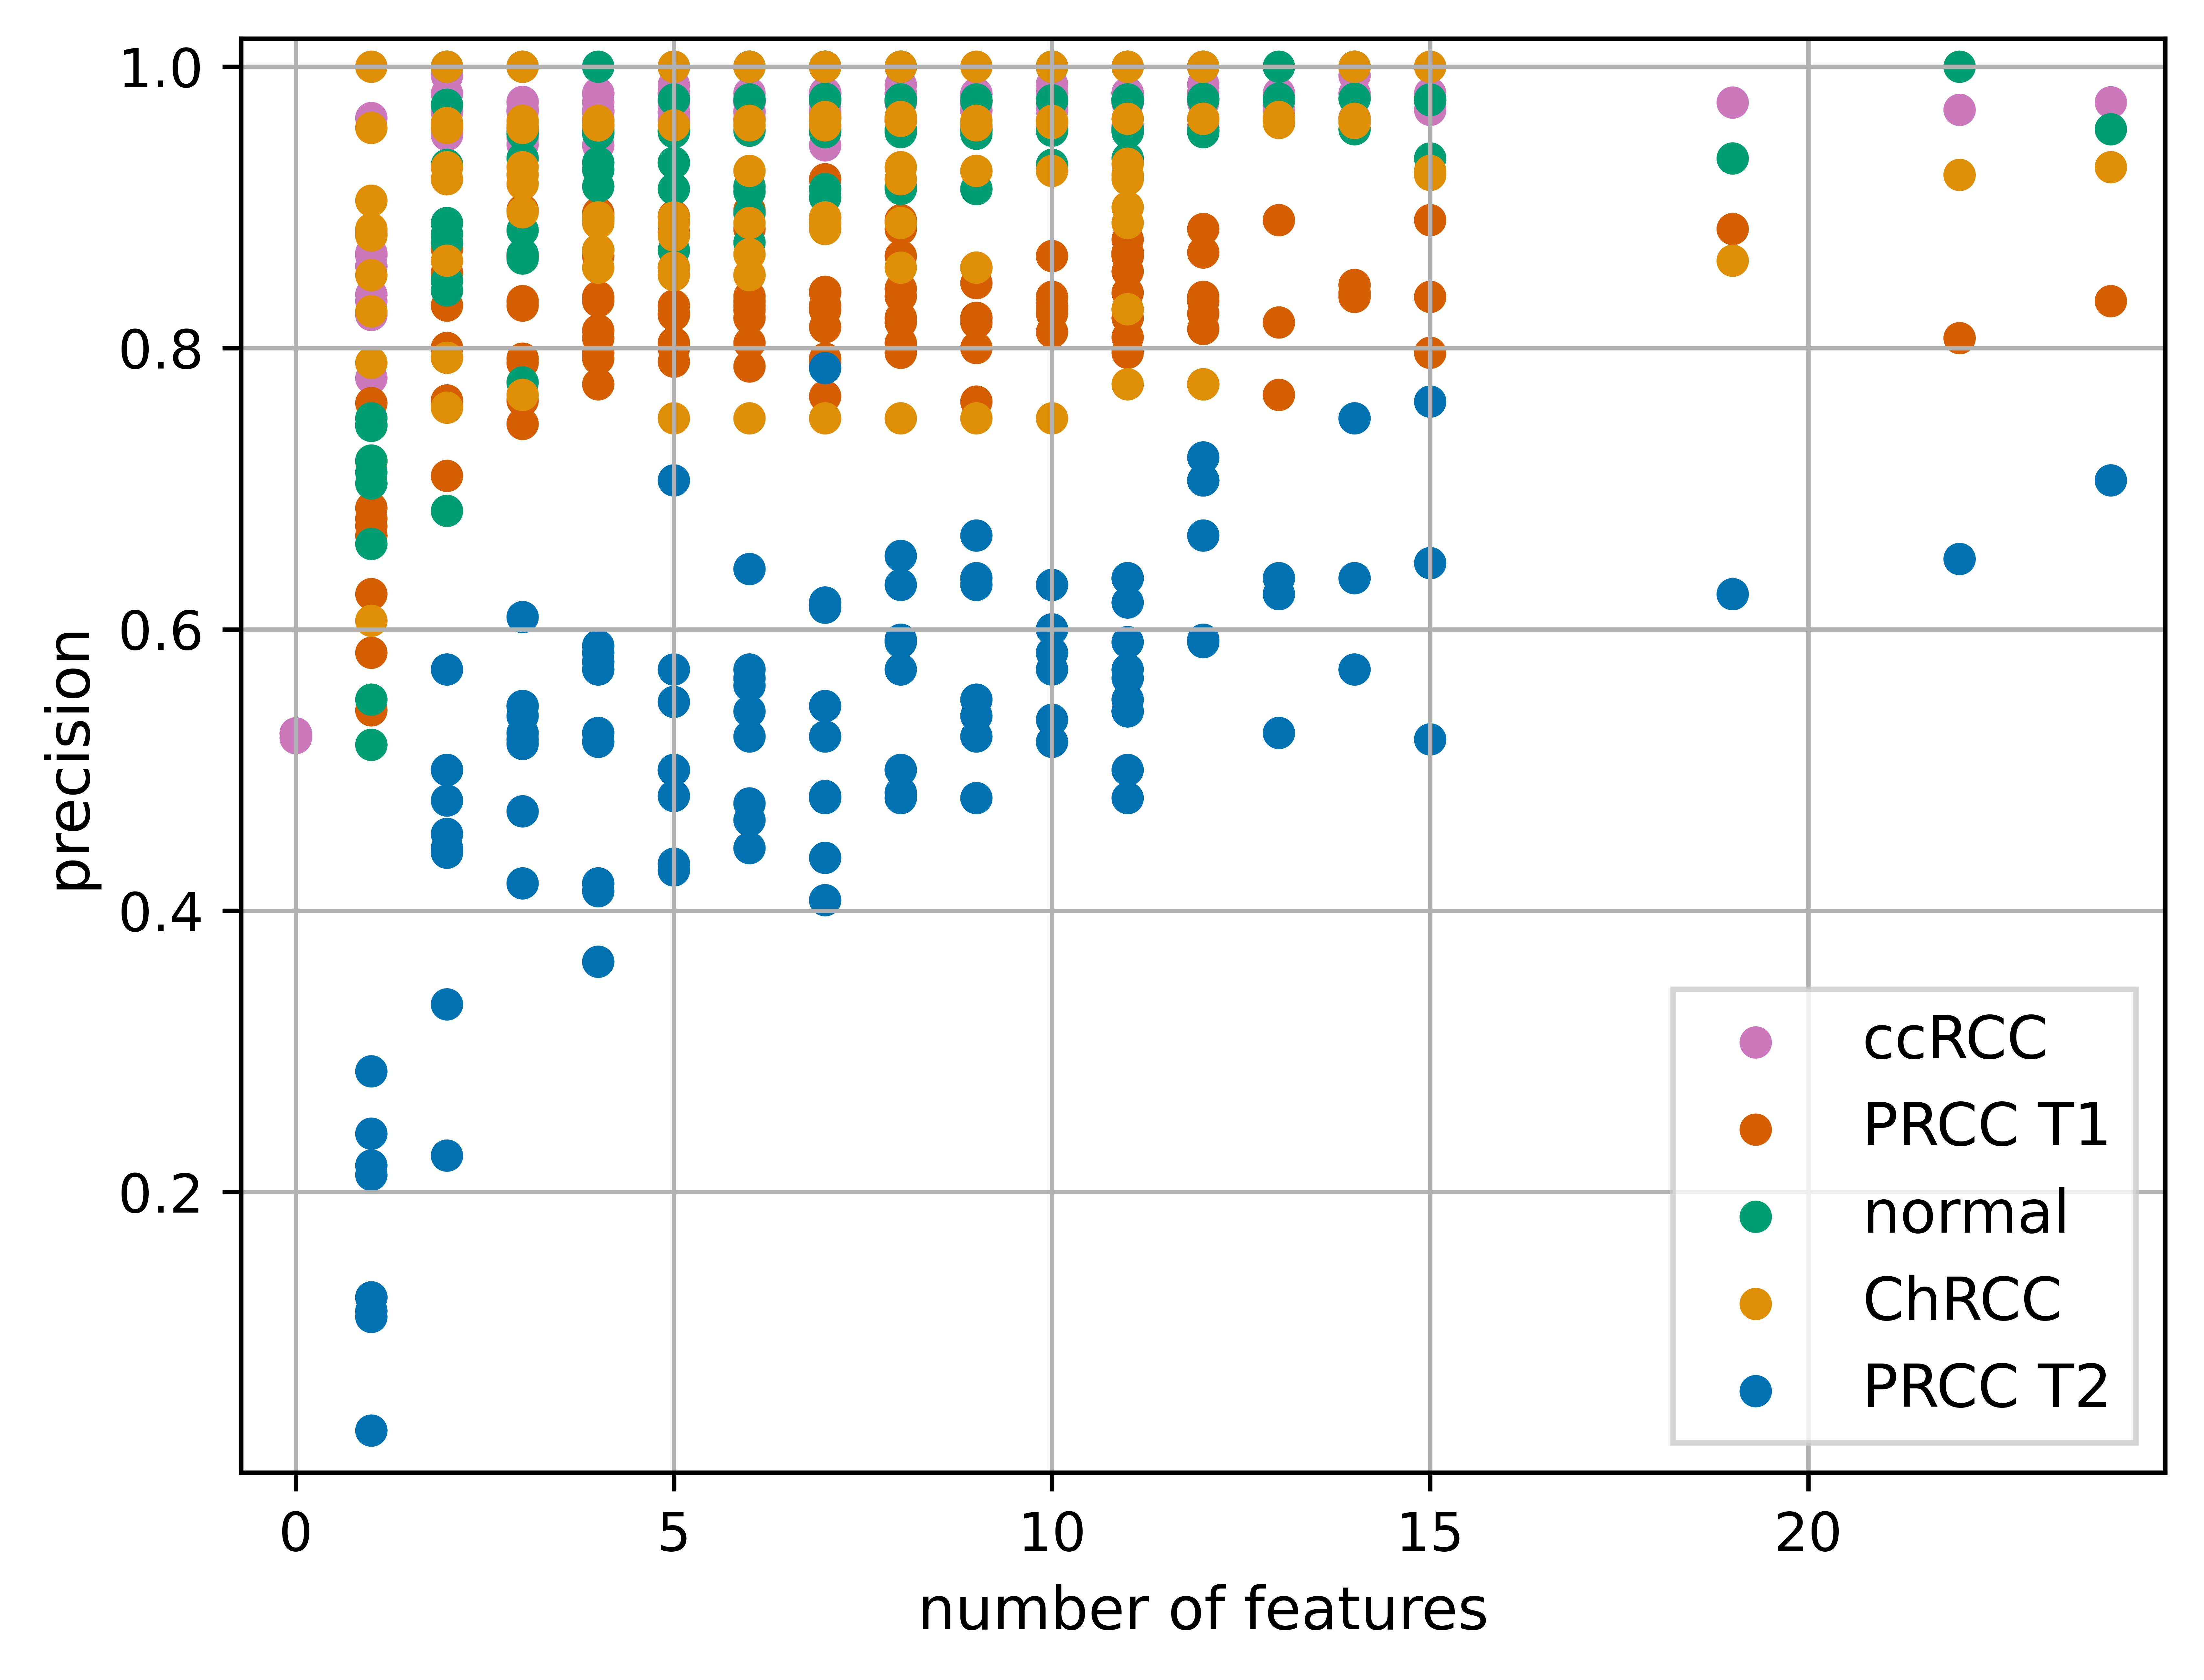 1.0
0.8
0.6
0.4
0.2
precision
0
5
10
15
20
number of features
ccRCC
PRCC T1
normal
ChRCC
PRCC T2